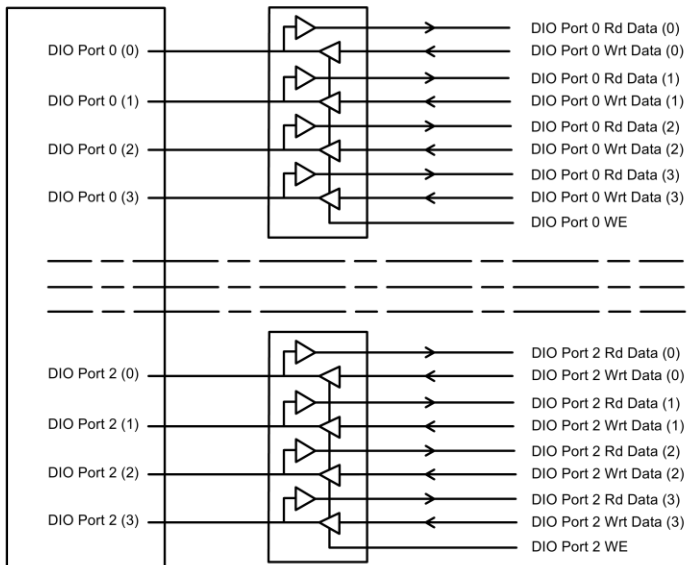 DIO Port 0 Rd Data (0)
DIO Port 0 (0)
DIO Port 0 Wrt Data (0)
DIO Port 0 Rd Data (1)
DIO Port 0 (1)
DIO Port 0 Wrt Data (1)
DIO Port 0 Rd Data (2)
DIO Port 0 (2)
DIO Port 0 Wrt Data (2)
DIO Port 0 Rd Data (3)
DIO Port 0 (3)
DIO Port 0 Wrt Data (3)
DIO Port 0 WE
DIO Port 2 Rd Data (0)
DIO Port 2 (0)
DIO Port 2 Wrt Data (0)
DIO Port 2 Rd Data (1)
DIO Port 2 (1)
DIO Port 2 Wrt Data (1)
DIO Port 2 Rd Data (2)
DIO Port 2 (2)
DIO Port 2 Wrt Data (2)
DIO Port 2 Rd Data (3)
DIO Port 2 (3)
DIO Port 2 Wrt Data (3)
DIO Port 2 WE